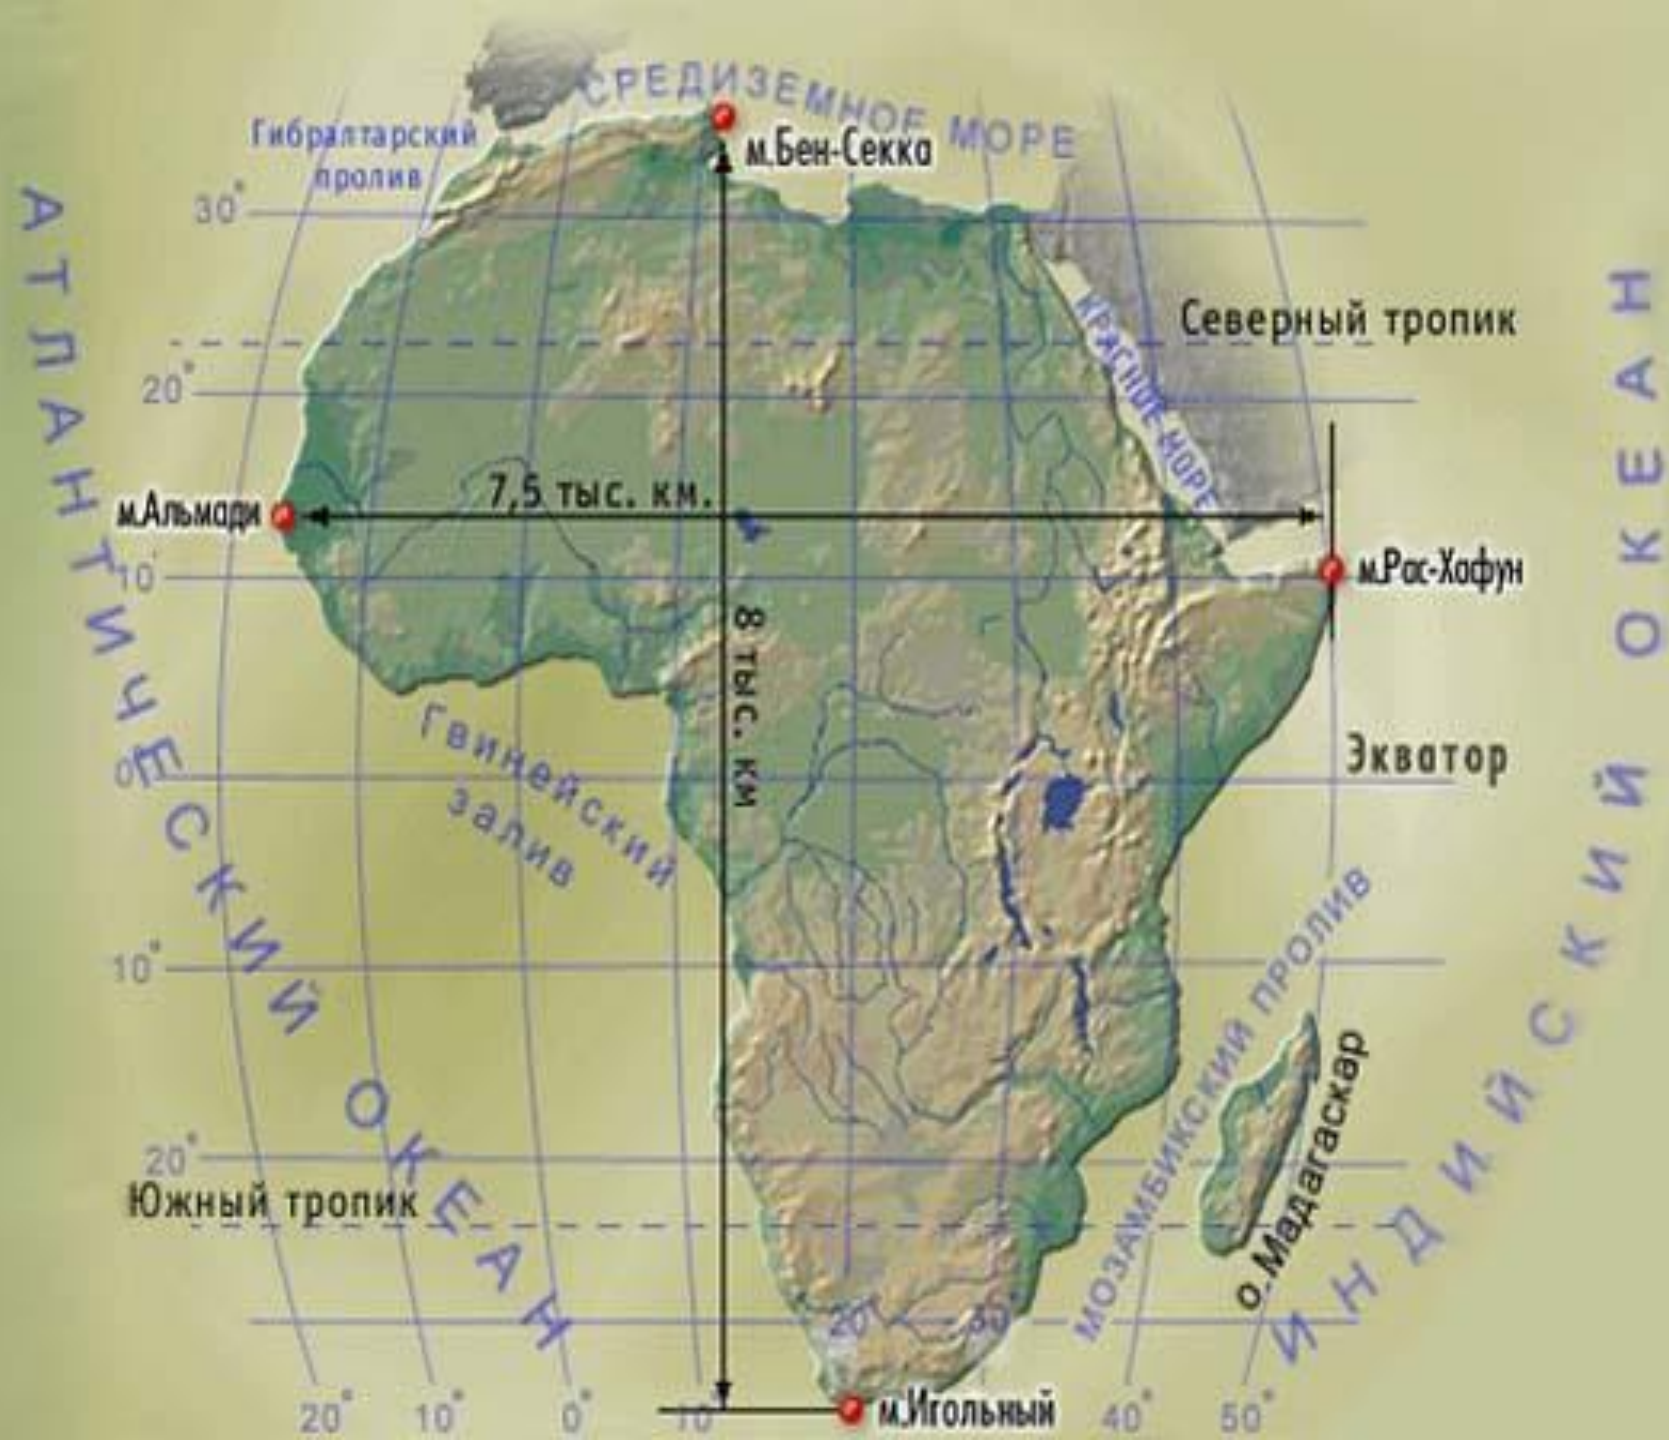 СРЕДИЗЕМНОЕ МОРЕ
Гибралтарский
пролив
м.Бен-Секка
30°
АТЛАНТИЧЕСКИЙ ОКЕАН
Северный тропик
КРАСНОЕ МОРЕ
20°
7,5 тыс. км.
м.Альмади
м.Рас-Хафун
10
8 тыс. км
ИНДИЙСКИЙ ОКЕАН
Гвинейский
залив
0°
Экватор
10°
МОЗАМБИКСКИЙ ПРОЛИВ
о.Мадагаскар
20°
Южный тропик
20° 30°
м.Игольный
20° 10° 0° 10° 40° 50°